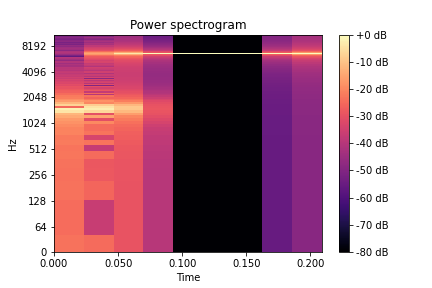 Power spectrogram
+0 dB
8192
-10 dB
4096
-20 dB
2048
-30 dB
1024
Hz
512
-40 dB
256
-50 dB
128
-60 dB
64
-70 dB
0
-80 dB
0.000
0.050
0.100
0.150
0.200
Time